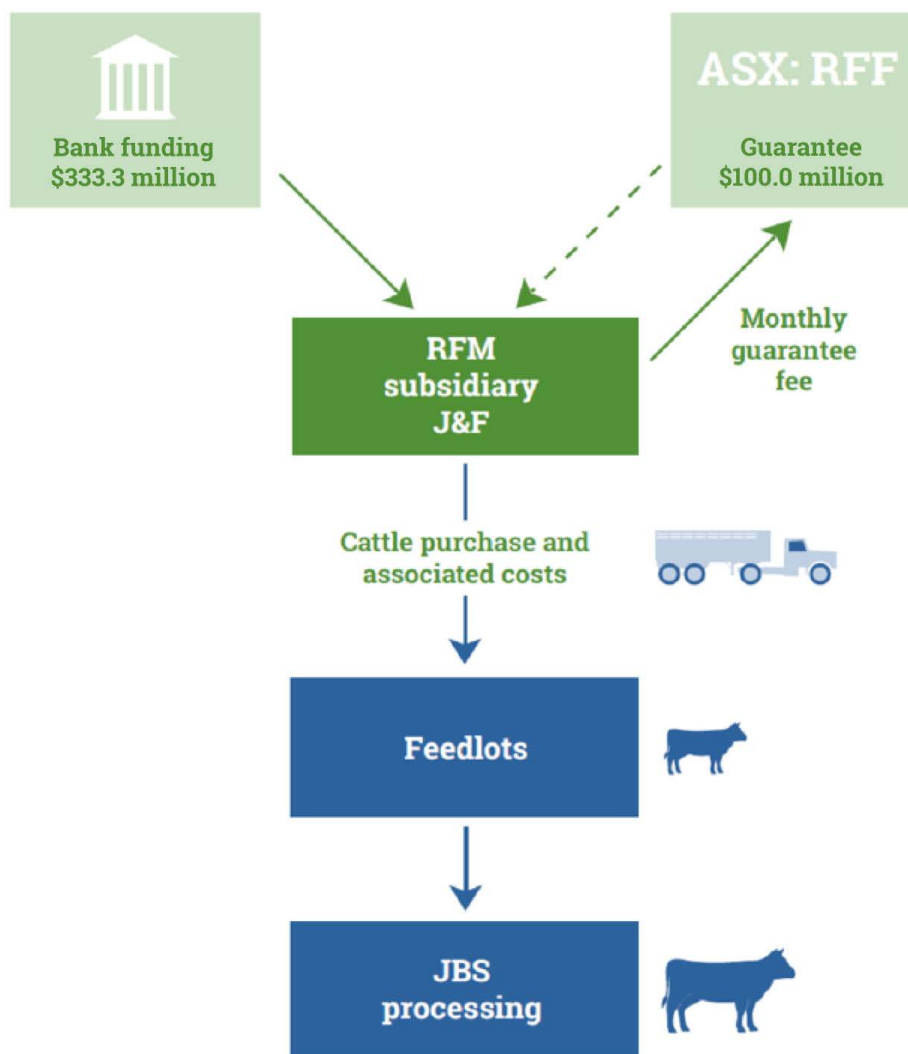 Bank funding
$333.3 million
ASX: RFF
Guarantee
$100.0 million
RFM
subsidiary
J&F
Monthly
guarantee
fee
Cattle purchase and
associated costs
Feedlots
JBS
processing